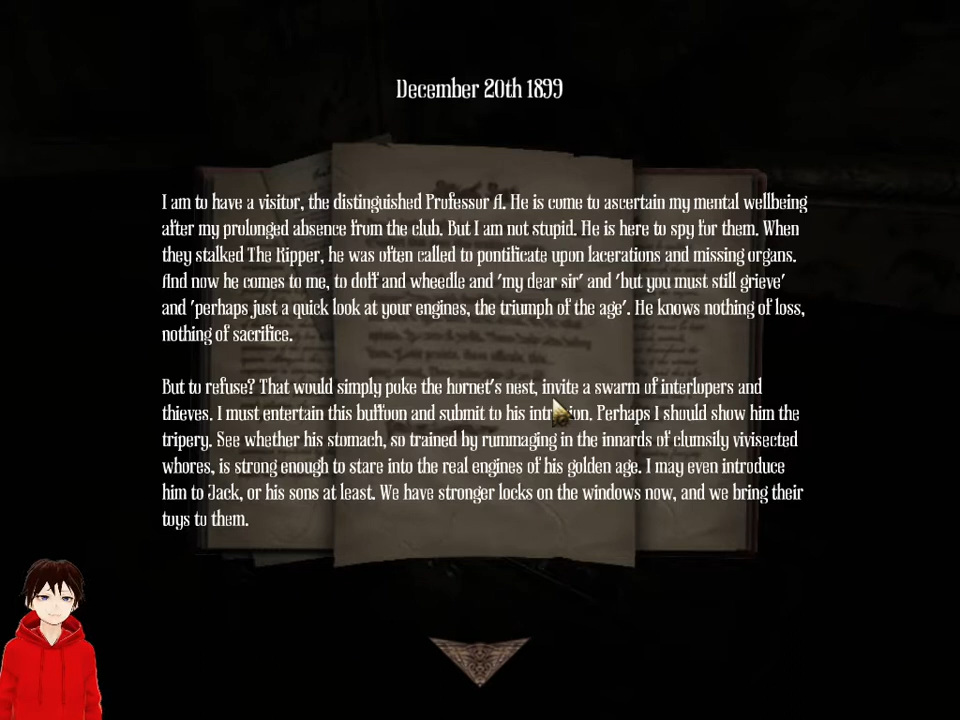 December 20th 1899
I am to have a visitor, the distinguished Professor A. He is come to ascertain my mental wellbeing
after my prolonged absence from the club. But I am not stupid. He is here to spy for them. When
they stalked The Ripper, he was often called to pontificate upon lacerations and missing organs.
And now he comes to me, to doff and wheedle and 'my dear sir' and 'but you must still grieve'
and 'perhaps just a quick look at your engines, the triumph of the age'. He knows nothing of loss,
nothing of sacrifice.
But to refuse? That would simply poke the hornet's nest, invite a swarm of interlopers and
thieves. I must entertain this buffoon and submit to his intrusion. Perhaps I should show him the
tripery. See whether his stomach, so trained by rummaging in the innards of clumsily vivisected
whores, is strong enough to stare into the real engines of his golden age. I may even introduce
him to Jack, or his sons at least. We have stronger locks on the windows now, and we bring their
toys to them.